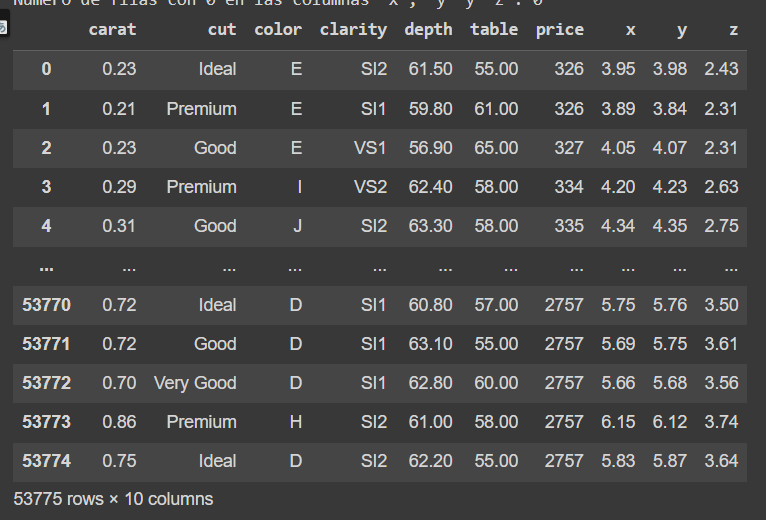 Número de filas con 0 en las columnas 'x', 'y' y 'z': 0
carat cut color clarity depth table price x y z
0 0.23 Ideal E SI2 61.50 55.00 326 3.95 3.98 2.43
1 0.21 Premium E SI1 59.80 61.00 326 3.89 3.84 2.31
2 0.23 Good E VS1 56.90 65.00 327 4.05 4.07 2.31
3 0.29 Premium I VS2 62.40 58.00 334 4.20 4.23 2.63
4 0.31 Good J SI2 63.30 58.00 335 4.34 4.35 2.75
... ... ... ... ... ... ... ... ... ... ...
53770 0.72 Ideal D SI1 60.80 57.00 2757 5.75 5.76 3.50
53771 0.72 Good D SI1 63.10 55.00 2757 5.69 5.75 3.61
53772 0.70 Very Good D SI1 62.80 60.00 2757 5.66 5.68 3.56
53773 0.86 Premium H SI2 61.00 58.00 2757 6.15 6.12 3.74
53774 0.75 Ideal D SI2 62.20 55.00 2757 5.83 5.87 3.64
53775 rows × 10 columns